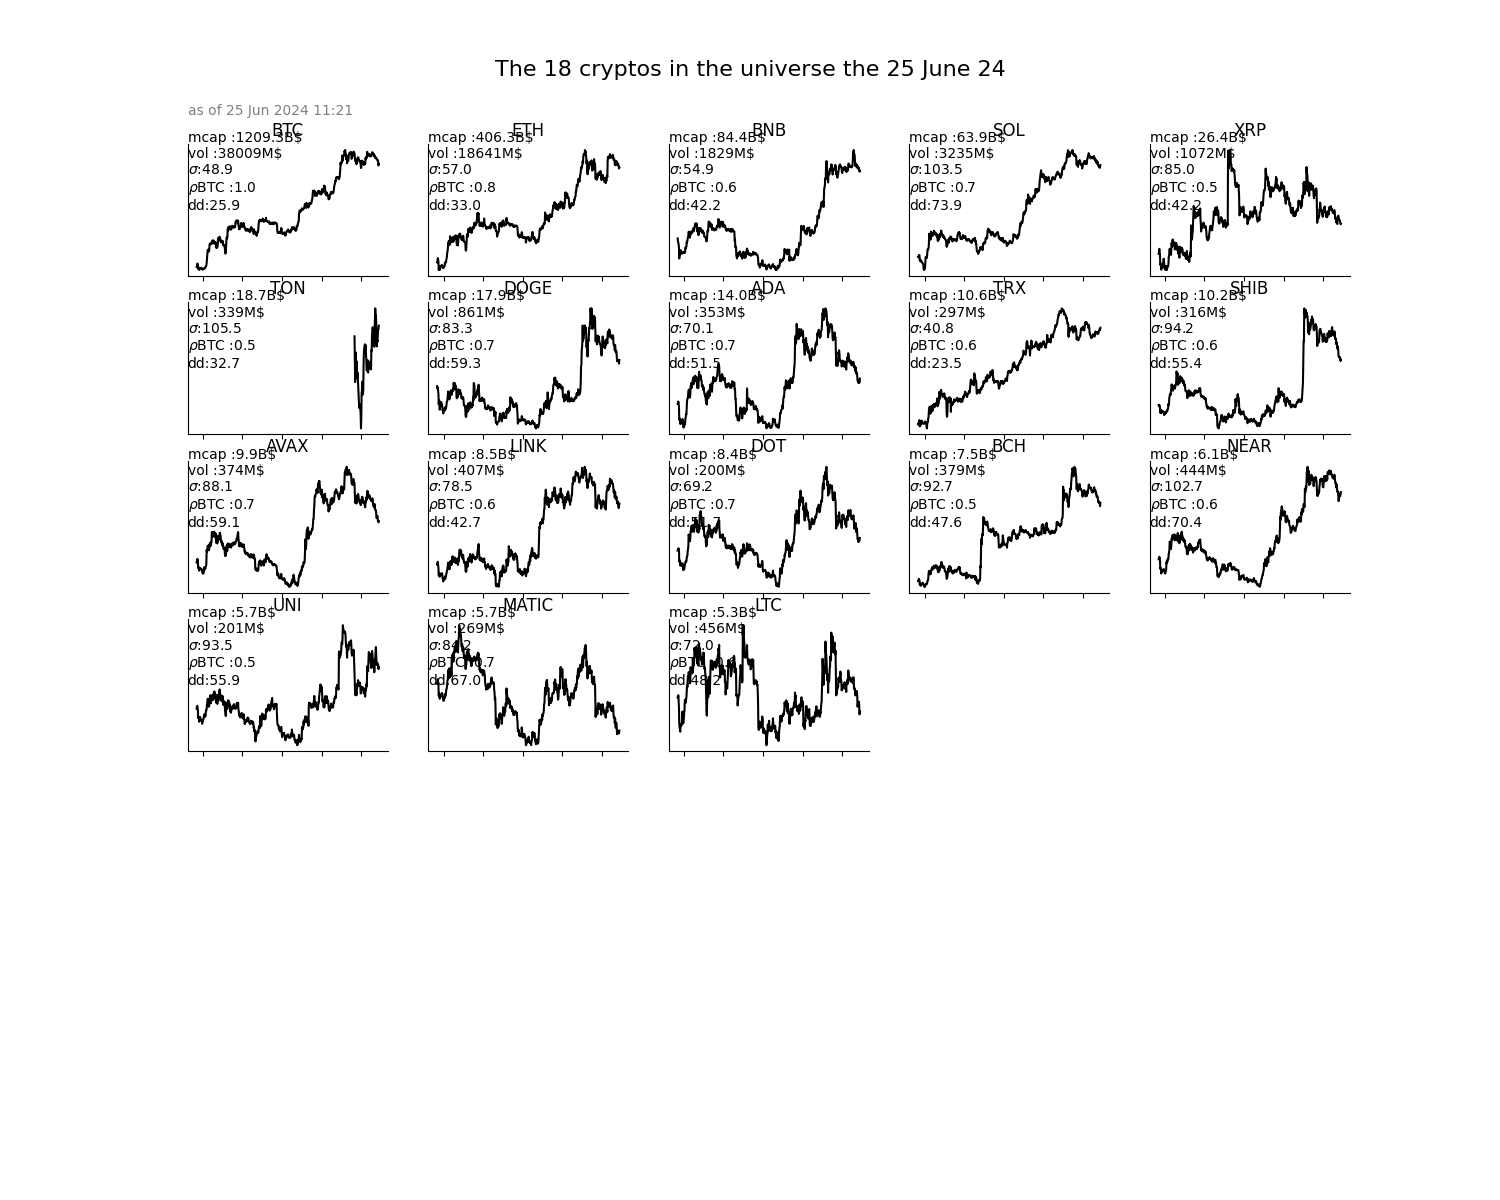 The 18 cryptos in the universe the 25 June 24
as of 25 Jun 2024 11:21
BTC
mcap :1209.3B$
vol :38009M$
σ:48.9
ρBTC :1.0
dd:25.9
ETH
mcap :406.3B$
vol :18641M$
σ:57.0
ρBTC :0.8
dd:33.0
BNB
mcap :84.4B$
vol :1829M$
σ:54.9
ρBTC :0.6
dd:42.2
SOL
mcap :63.9B$
vol :3235M$
σ:103.5
ρBTC :0.7
dd:73.9
XRP
mcap :26.4B$
vol :1072M$
σ:85.0
ρBTC :0.5
dd:42.2
TON
mcap :18.7B$
vol :339M$
σ:105.5
ρBTC :0.5
dd:32.7
DOGE
mcap :17.9B$
vol :861M$
σ:83.3
ρBTC :0.7
dd:59.3
ADA
mcap :14.0B$
vol :353M$
σ:70.1
ρBTC :0.7
dd:51.5
TRX
mcap :10.6B$
vol :297M$
σ:40.8
ρBTC :0.6
dd:23.5
SHIB
mcap :10.2B$
vol :316M$
σ:94.2
ρBTC :0.6
dd:55.4
AVAX
mcap :9.9B$
vol :374M$
σ:88.1
ρBTC :0.7
dd:59.1
LINK
mcap :8.5B$
vol :407M$
σ:78.5
ρBTC :0.6
dd:42.7
DOT
mcap :8.4B$
vol :200M$
σ:69.2
ρBTC :0.7
BCH
mcap :7.5B$
vol :379M$
σ:92.7
ρBTC :0.5
dd:47.6
NEAR
mcap :6.1B$
vol :444M$
σ:102.7
ρBTC :0.6
dd:70.4
UNI
mcap :5.7B$
vol :201M$
σ:93.5
ρBTC :0.5
dd:55.9
MATIC
mcap :5.7B$
vol :269M$
σ:84.2
ρBTC :0.7
dd:67.0
LTC
mcap :5.3B$
vol :456M$
σ:72.0
ρBTC
dd:48.2